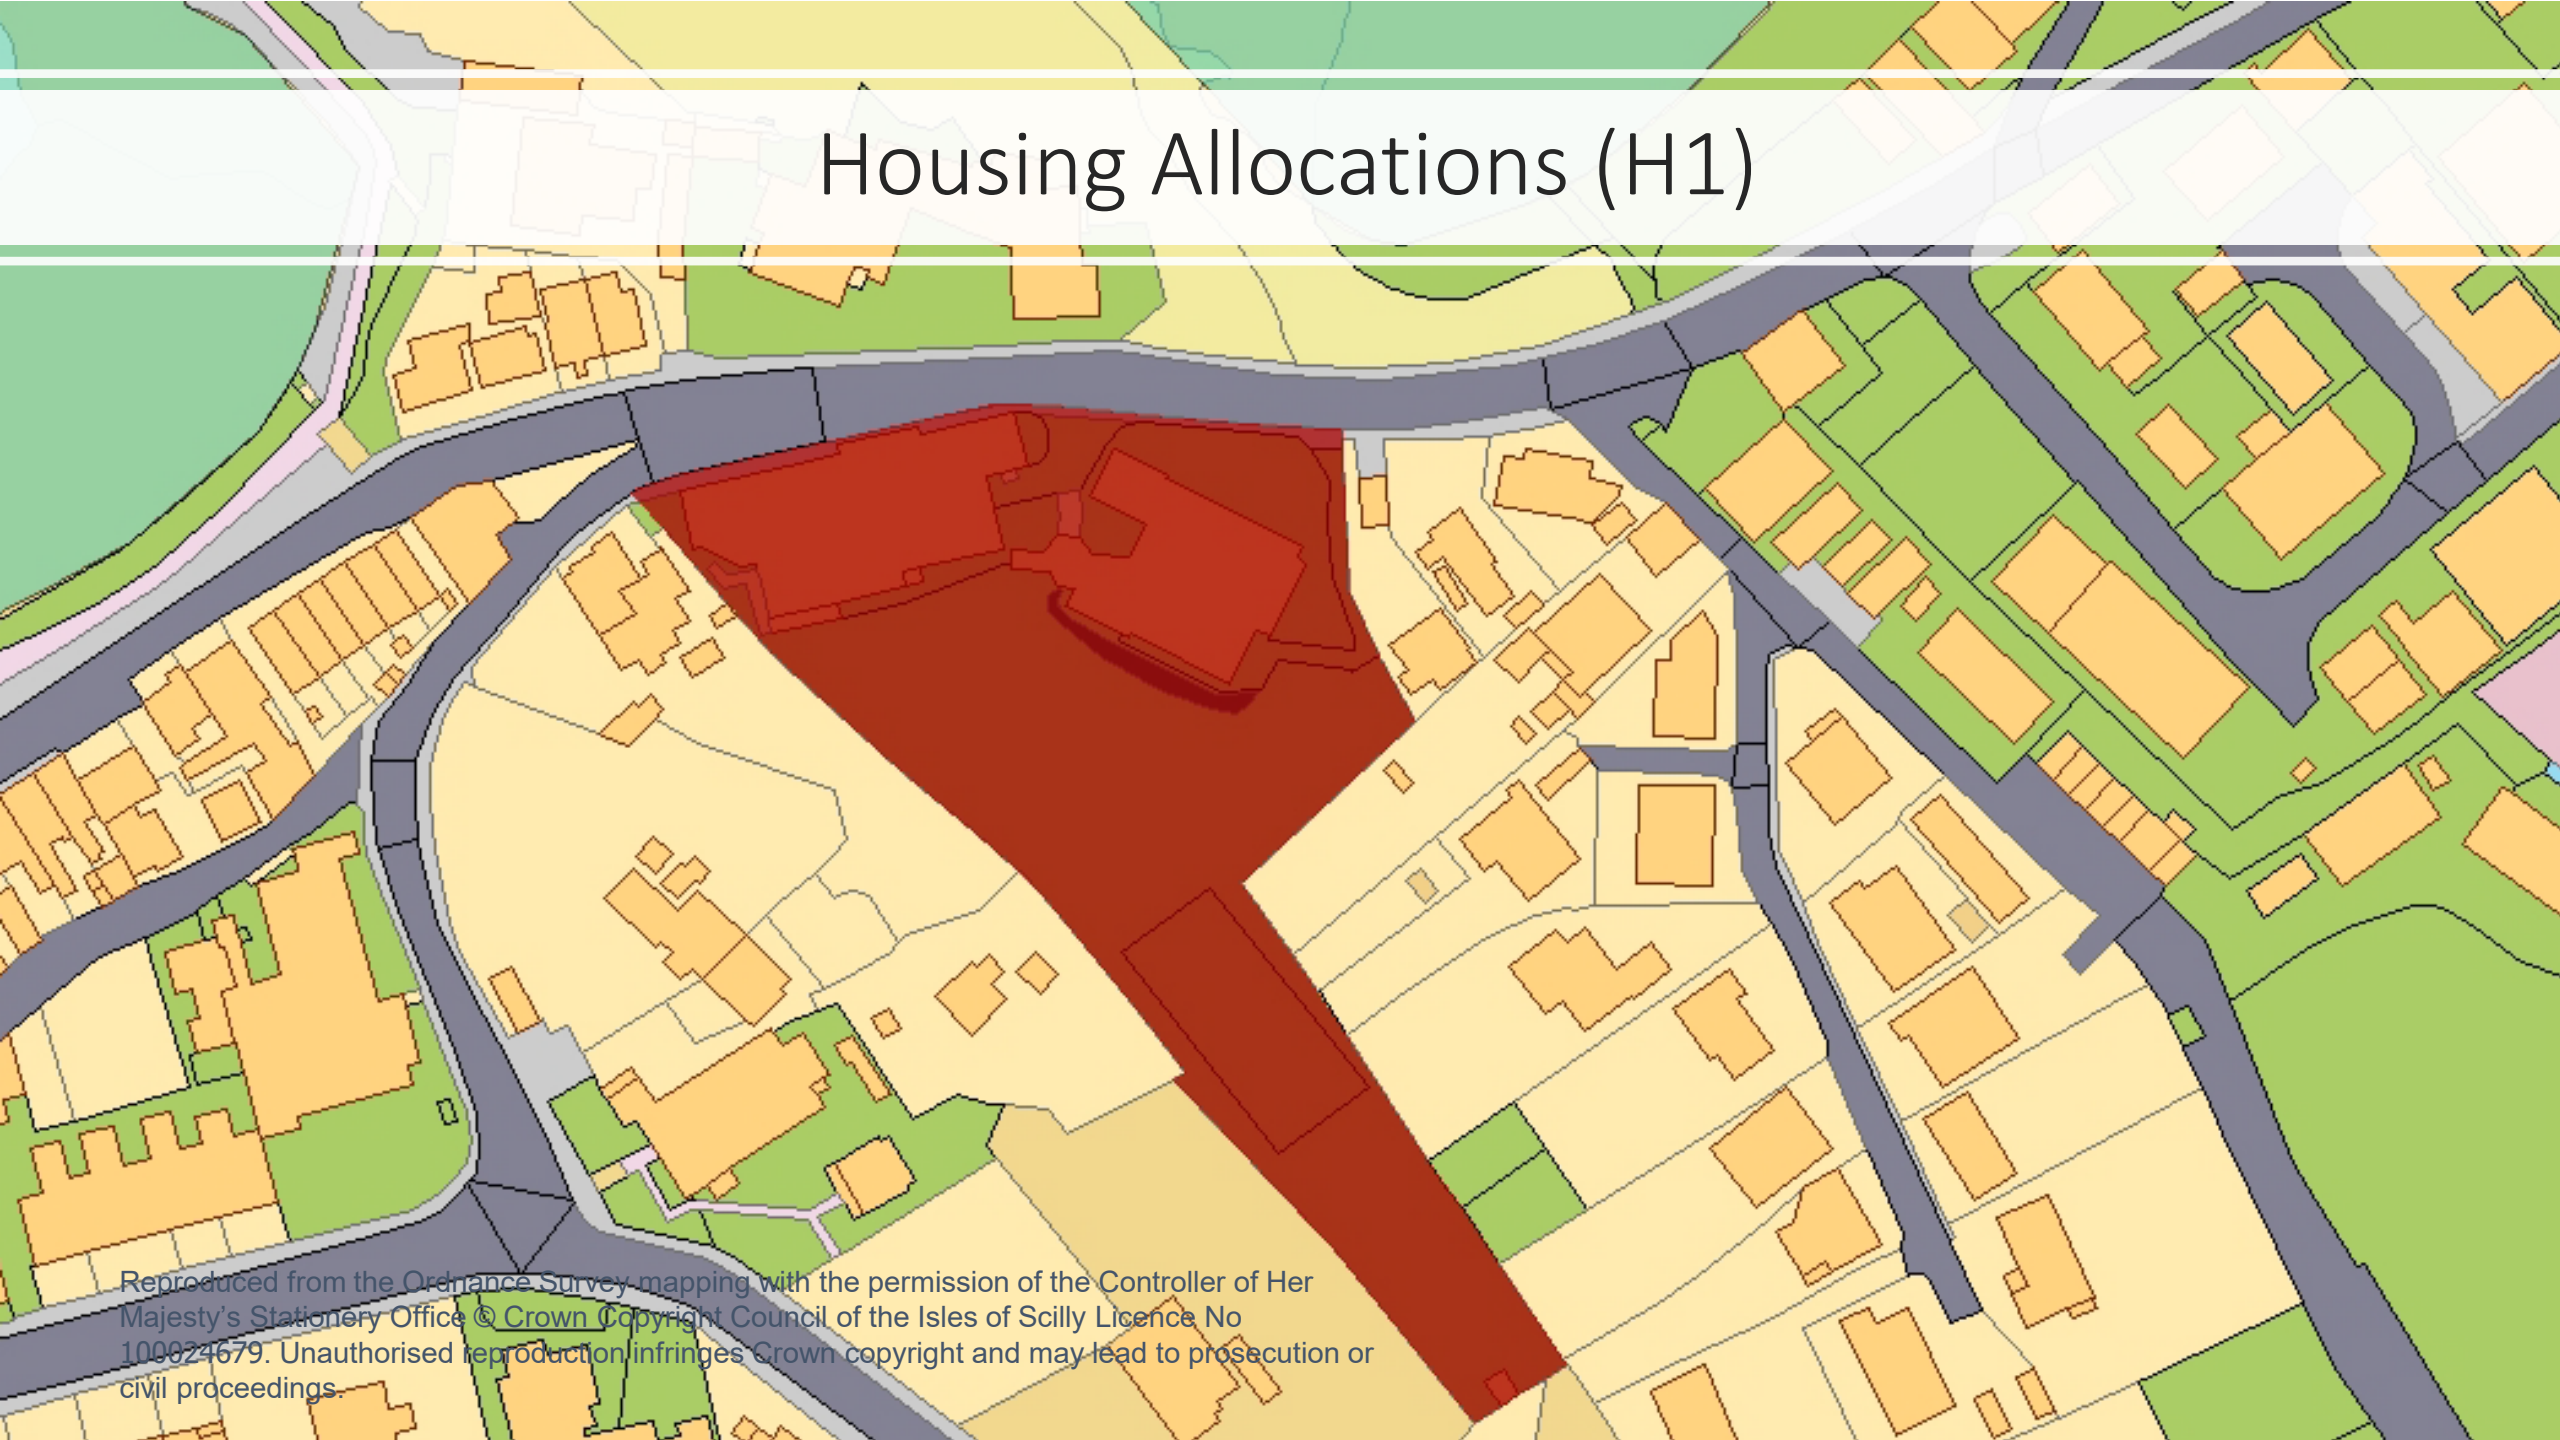 Housing Allocations (H1)
Reproduced from the Ordnance Survey mapping with the permission of the Controller of Her
Majesty’s Stationery Office © Crown Copyright Council of the Isles of Scilly Licence No
100024679. Unauthorised reproduction infringes Crown copyright and may lead to prosecution or
civil proceedings.